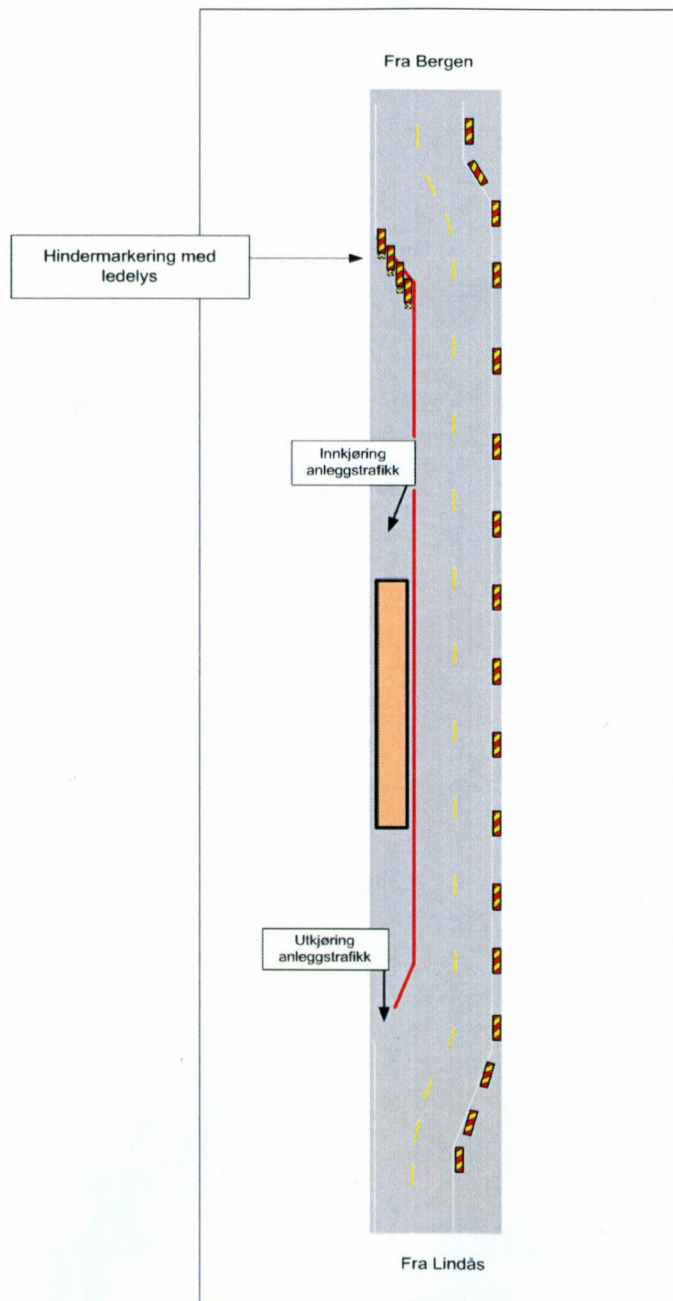 Fra Bergen
Hindermarkering med
ledelys
Innkjøring
anleggstrafikk
Utkjøring
anleggstrafikk
Fra Lindås